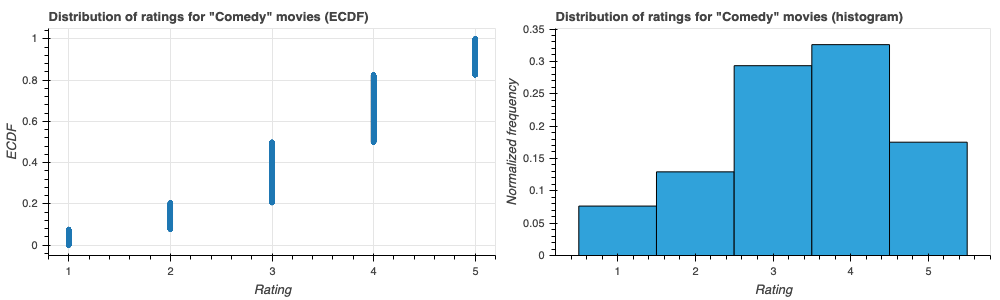 Distribution of ratings for "Comedy" movies (ECDF)
1
0.8
0.6
0.4
0.2
0
ECDF
1 2 3 4 5
Rating
Distribution of ratings for "Comedy" movies (histogram)
0.35
0.3
0.25
0.2
0.15
0.1
0.05
0
Normalized frequency
1 2 3 4 5
Rating